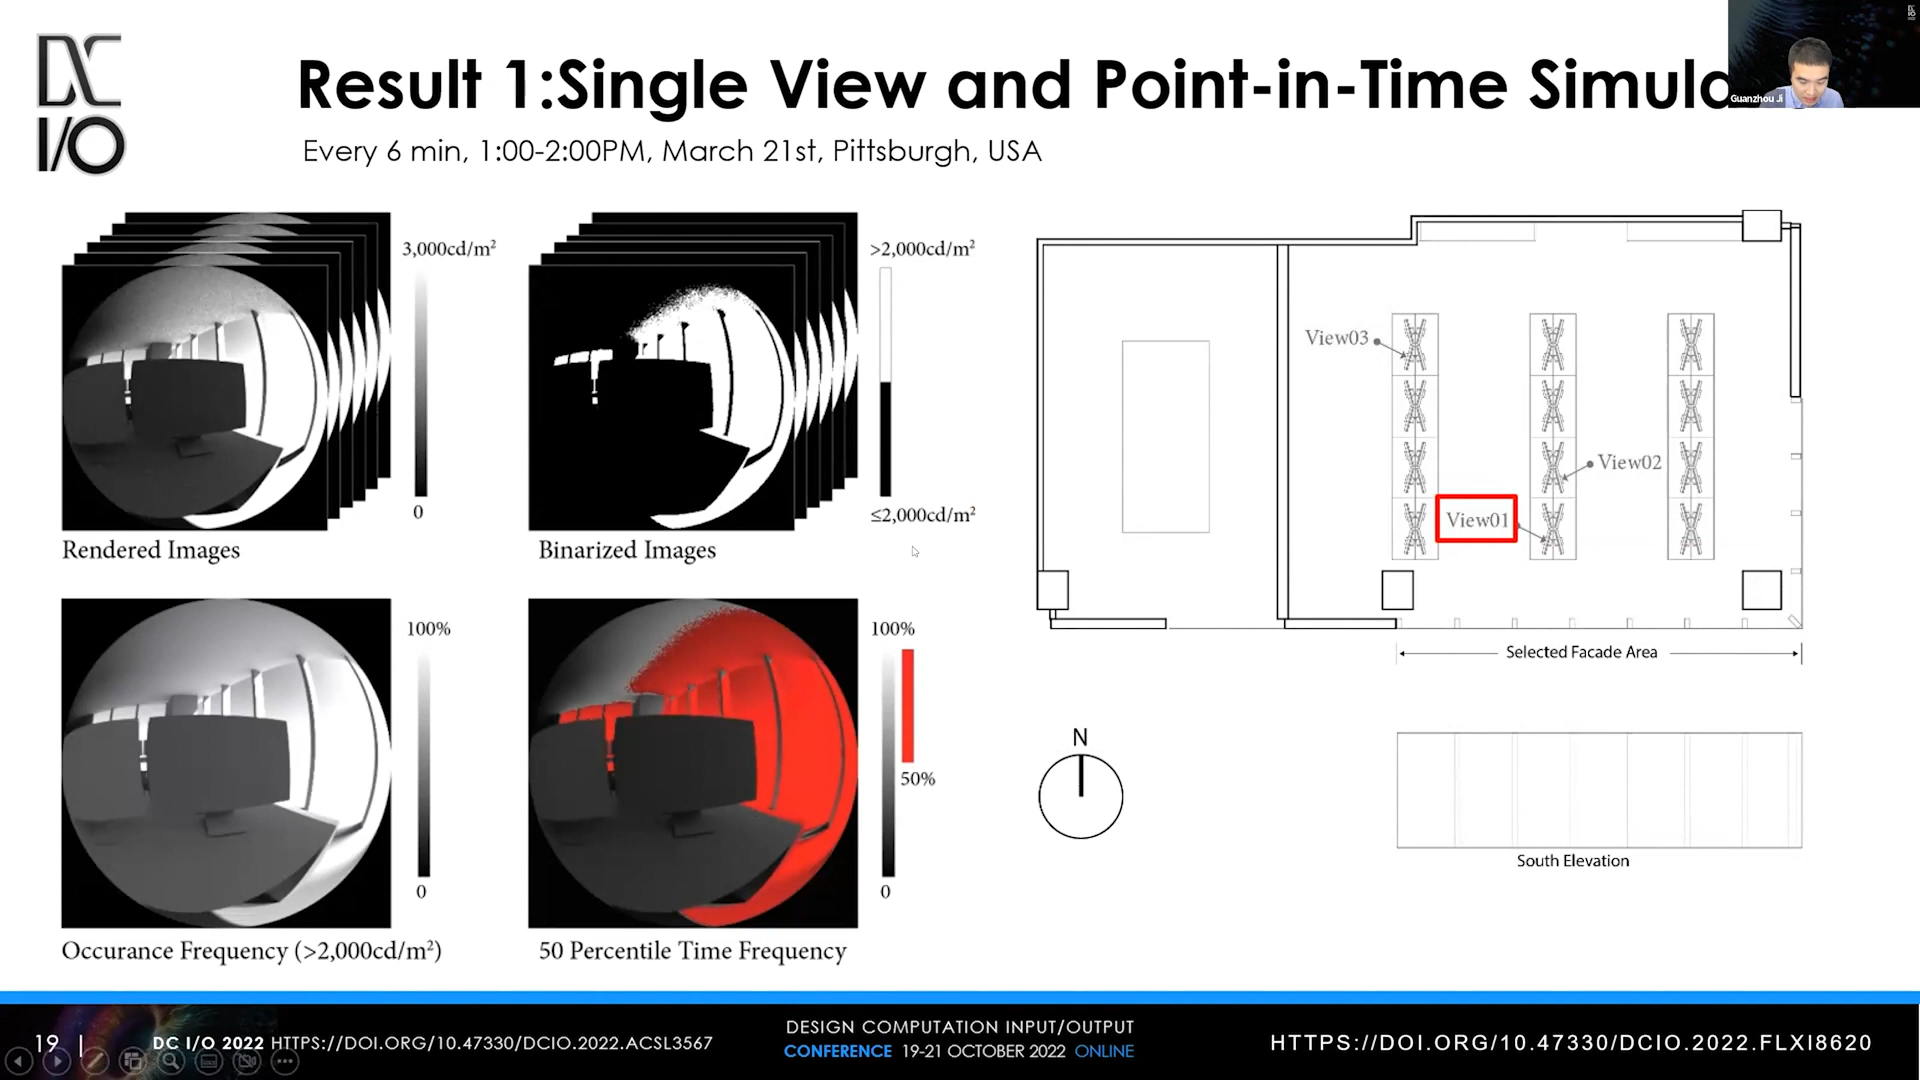 DC
I/O
Result 1:Single View and Point-in-Time Simula
Guanzhou Ji
Every 6 min, 1:00-2:00PM, March 21st, Pittsburgh, USA
3,000cd/m²
0
Rendered Images
>2,000cd/m²
≤2,000cd/m²
Binarized Images
100%
0
Occurance Frequency (>2,000cd/m²)
100%
50%
0
50 Percentile Time Frequency
View03
View02
View01
Selected Facade Area
N
South Elevation
19 |
DC I/O 2022 HTTPS://DOI.ORG/10.47330/DCIO.2022.ACSL3567
DESIGN COMPUTATION INPUT/OUTPUT
CONFERENCE 19-21 OCTOBER 2022 ONLINE
HTTPS://DOI.ORG/10.47330/DCIO.2022.FLXI8620